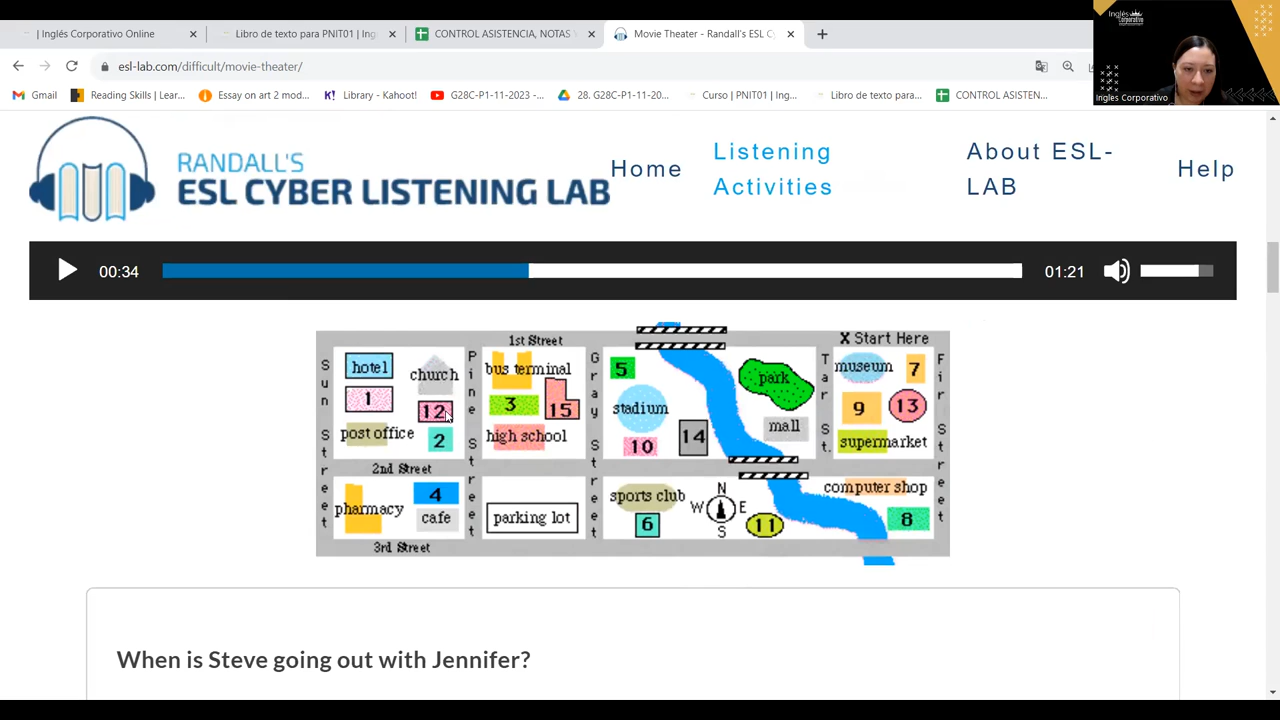 | Inglés Corporativo Online
Libro de texto para PNIT01 | Ing
CONTROL ASISTENCIA, NOTAS
Movie Theater - Randall's ESL Cy
esl-lab.com/difficult/movie-theater/
Gmail
Reading Skills | Lear...
Essay on art 2 mod...
Library - Kahoot!
G28C-P1-11-2023 -...
28. G28C-P1-11-20...
Curso | PNIT01 | Ing...
Libro de texto para...
CONTROL ASISTEN...
Inglés
Corporativo
Ingles Corporativo
RANDALL'S
ESL CYBER LISTENING LAB
Home
Listening
Activities
About ESL-
LAB
Help
00:34
01:21
1st Street
X Start Here
Sun Street
Pine Street
Gray Street
Tar St.
Fir Street
hotel
church
1
12
post office
2
bus terminal
3
15
high school
5
stadium
10
14
park
mall
museum
7
9
13
supermarket
2nd Street
pharmacy
4
cafe
parking lot
sports club
6
N
W
E
S
11
computer shop
8
3rd Street
When is Steve going out with Jennifer?